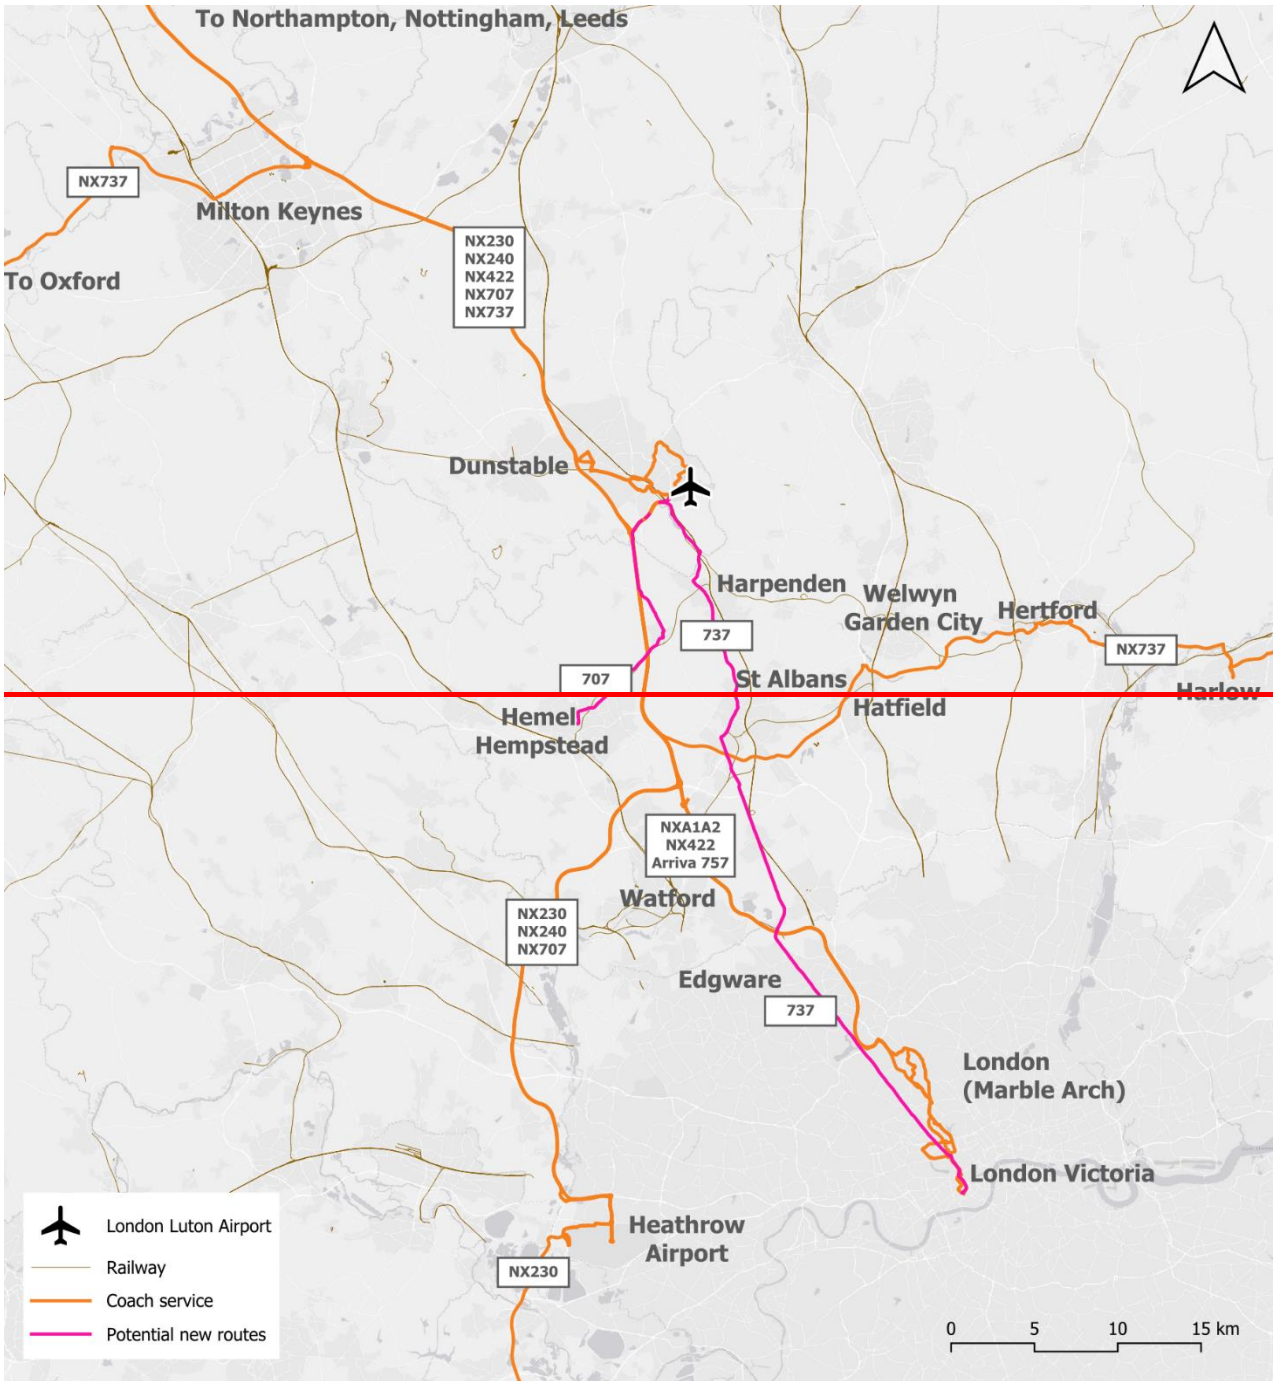 To Northampton, Nottingham, Leeds
NX737
Milton Keynes
To Oxford
NX230
NX240
NX422
NX707
NX737
Dunstable
Harpenden
Welwyn
Garden City
Hertford
737
NX737
707
St Albans
Harlow
Hatfield
Hemel
Hempstead
NXA1A2
NX422
Arriva 757
Watford
NX230
NX240
NX707
Edgware
737
London
(Marble Arch)
London Victoria
Heathrow
Airport
NX230
London Luton Airport
Railway
Coach service
Potential new routes
0 5 10 15 km